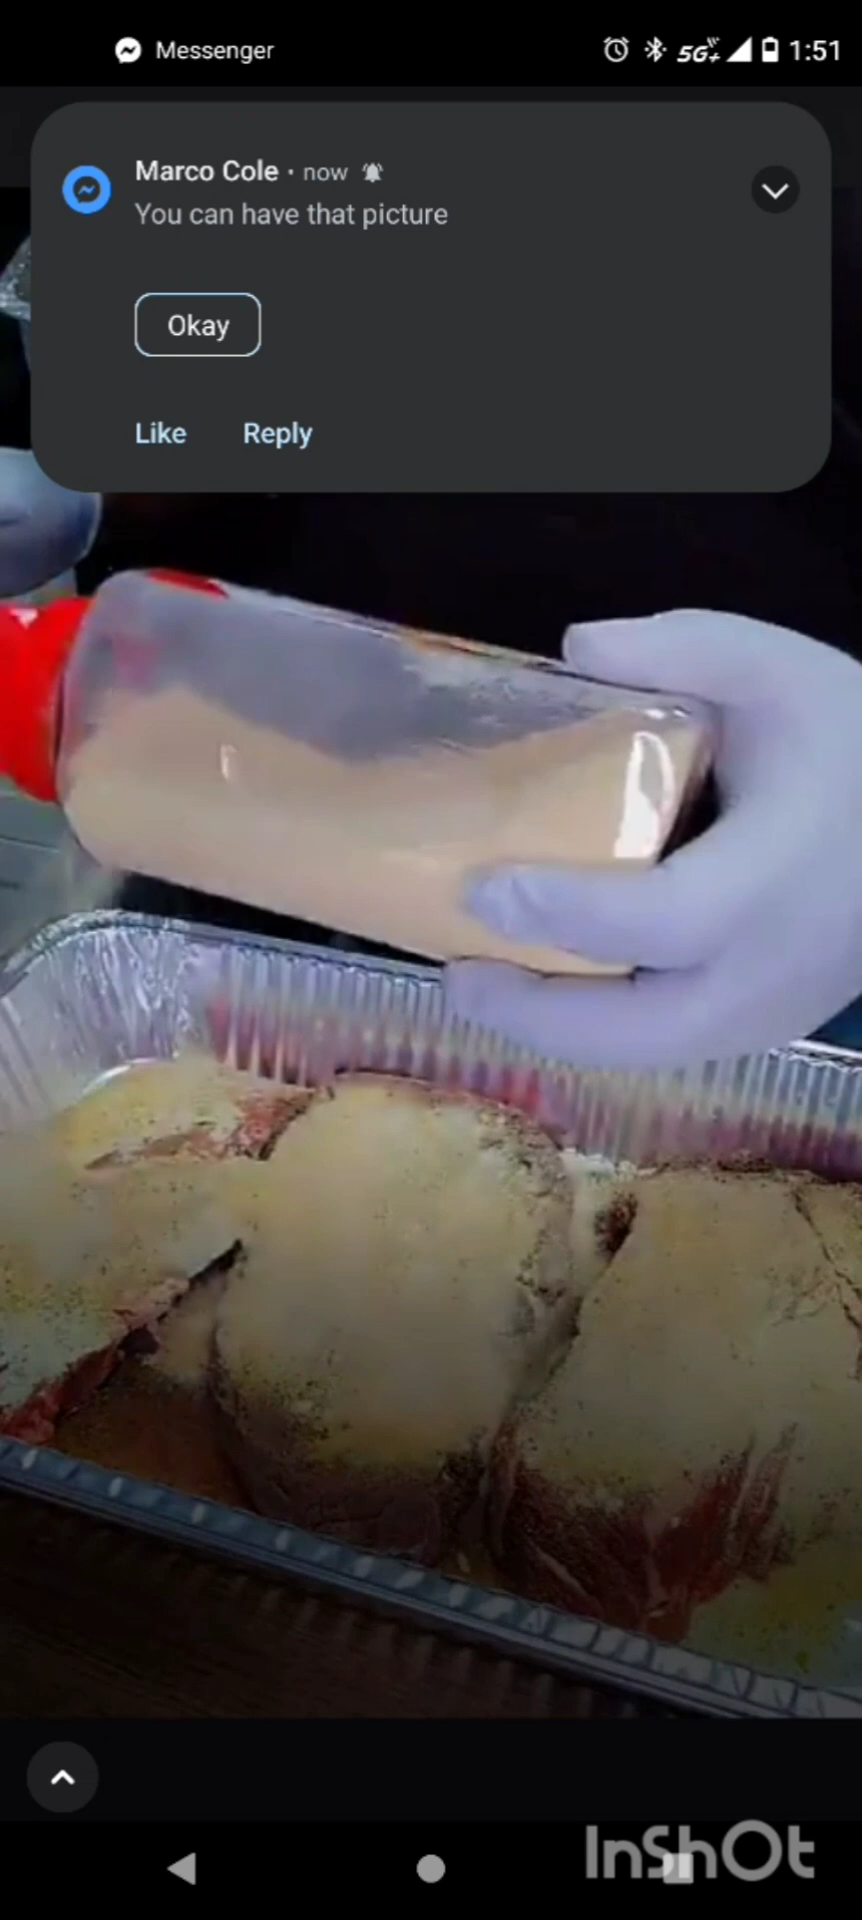 Messenger
5G+ 1:51
Marco Cole · now
You can have that picture
Okay
Like Reply
InShOt